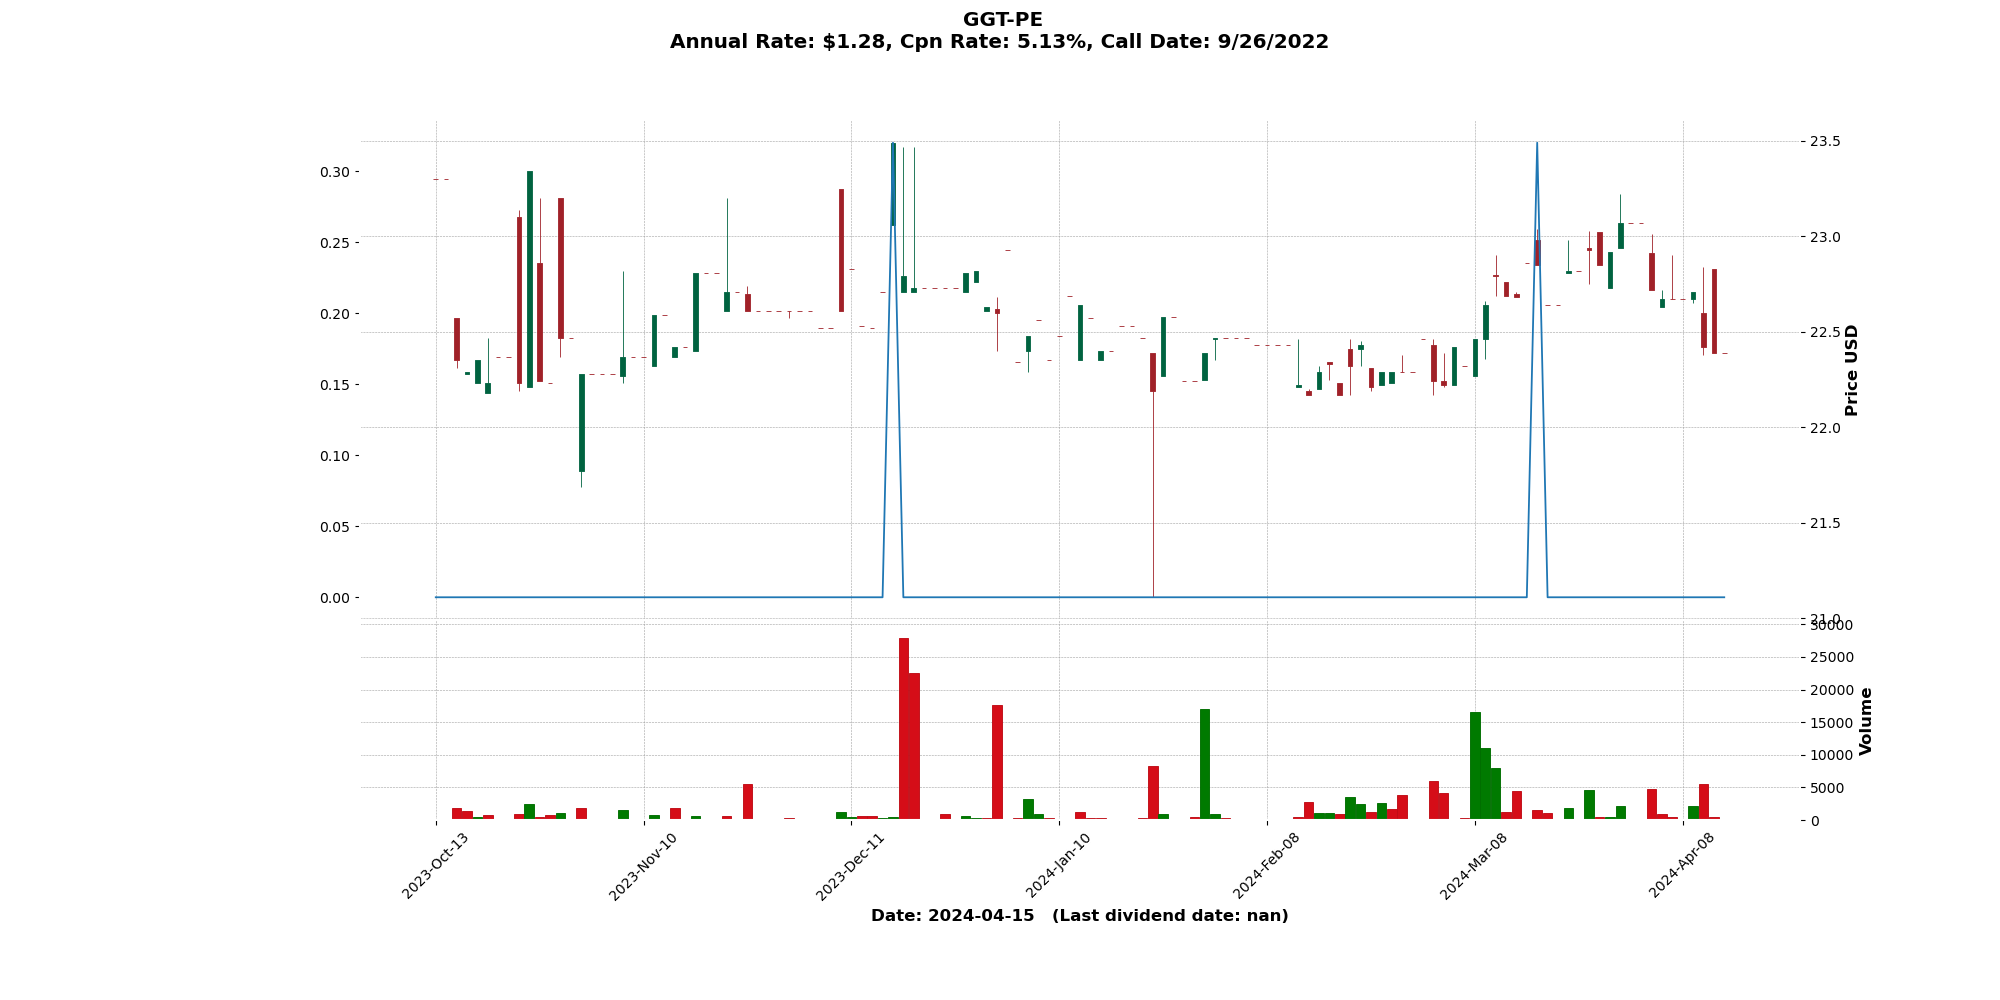 GGT-PE
Annual Rate: $1.28, Cpn Rate: 5.13%, Call Date: 9/26/2022
0.30
0.25
0.20
0.15
0.10
0.05
0.00
23.5
23.0
22.5
22.0
21.5
21.0
Price USD
30000
25000
20000
15000
10000
5000
0
Volume
2023-Oct-13
2023-Nov-10
2023-Dec-11
2024-Jan-10
2024-Feb-08
2024-Mar-08
2024-Apr-08
Date: 2024-04-15 (Last dividend date: nan)